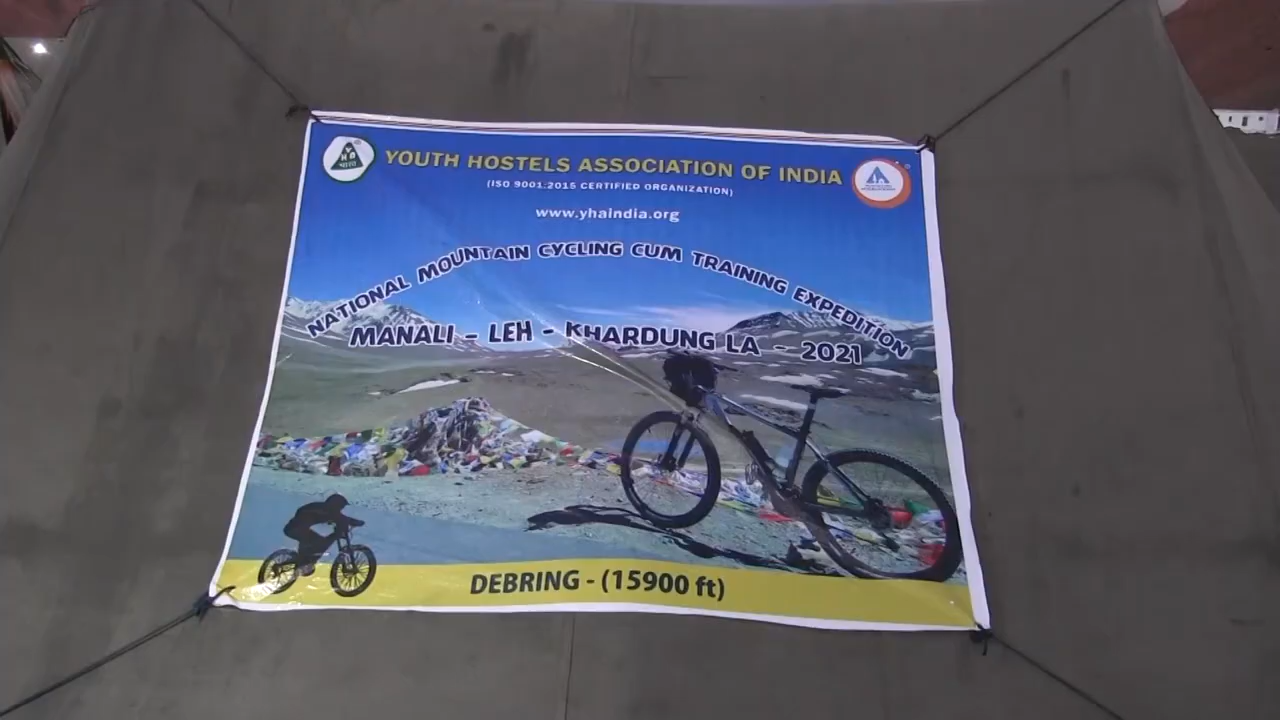 YOUTH HOSTELS ASSOCIATION OF INDIA
(ISO 9001:2015 CERTIFIED ORGANIZATION)
www.yhaindia.org
NATIONAL MOUNTAIN CYCLING CUM TRAINING EXPEDITION
MANALI - LEH - KHARDUNG LA - 2021
DEBRING - (15900 ft)